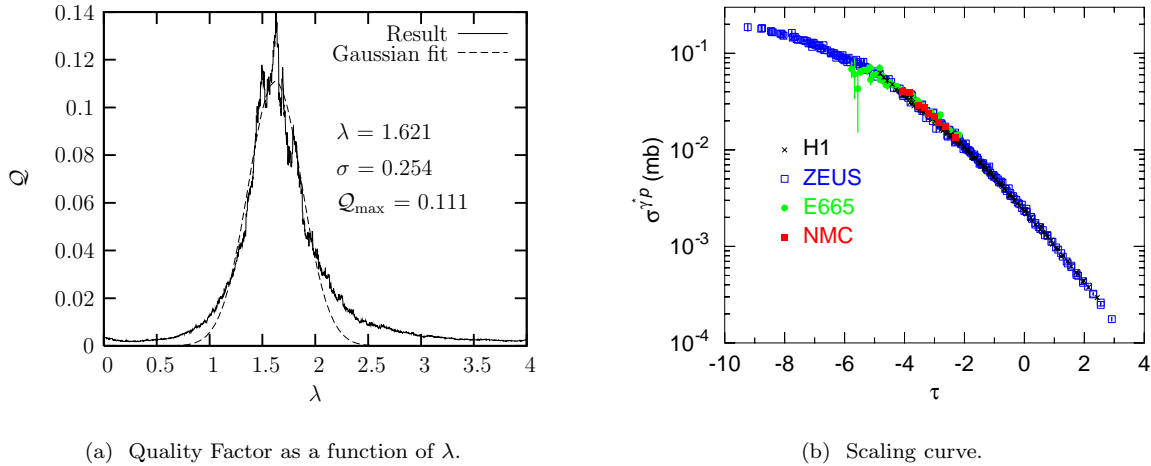 0.14
0.12
0.1
0.08
0.06
0.04
0.02
0
Q
Result
Gaussian fit
λ = 1.621
σ = 0.254
Qmax = 0.111
0 0.5 1 1.5 2 2.5 3 3.5 4
λ
(a) Quality Factor as a function of λ.
10⁻¹
10⁻²
10⁻³
10⁻⁴
σ^γ*p (mb)
H1
ZEUS
E665
NMC
-10 -8 -6 -4 -2 0 2 4
τ
(b) Scaling curve.